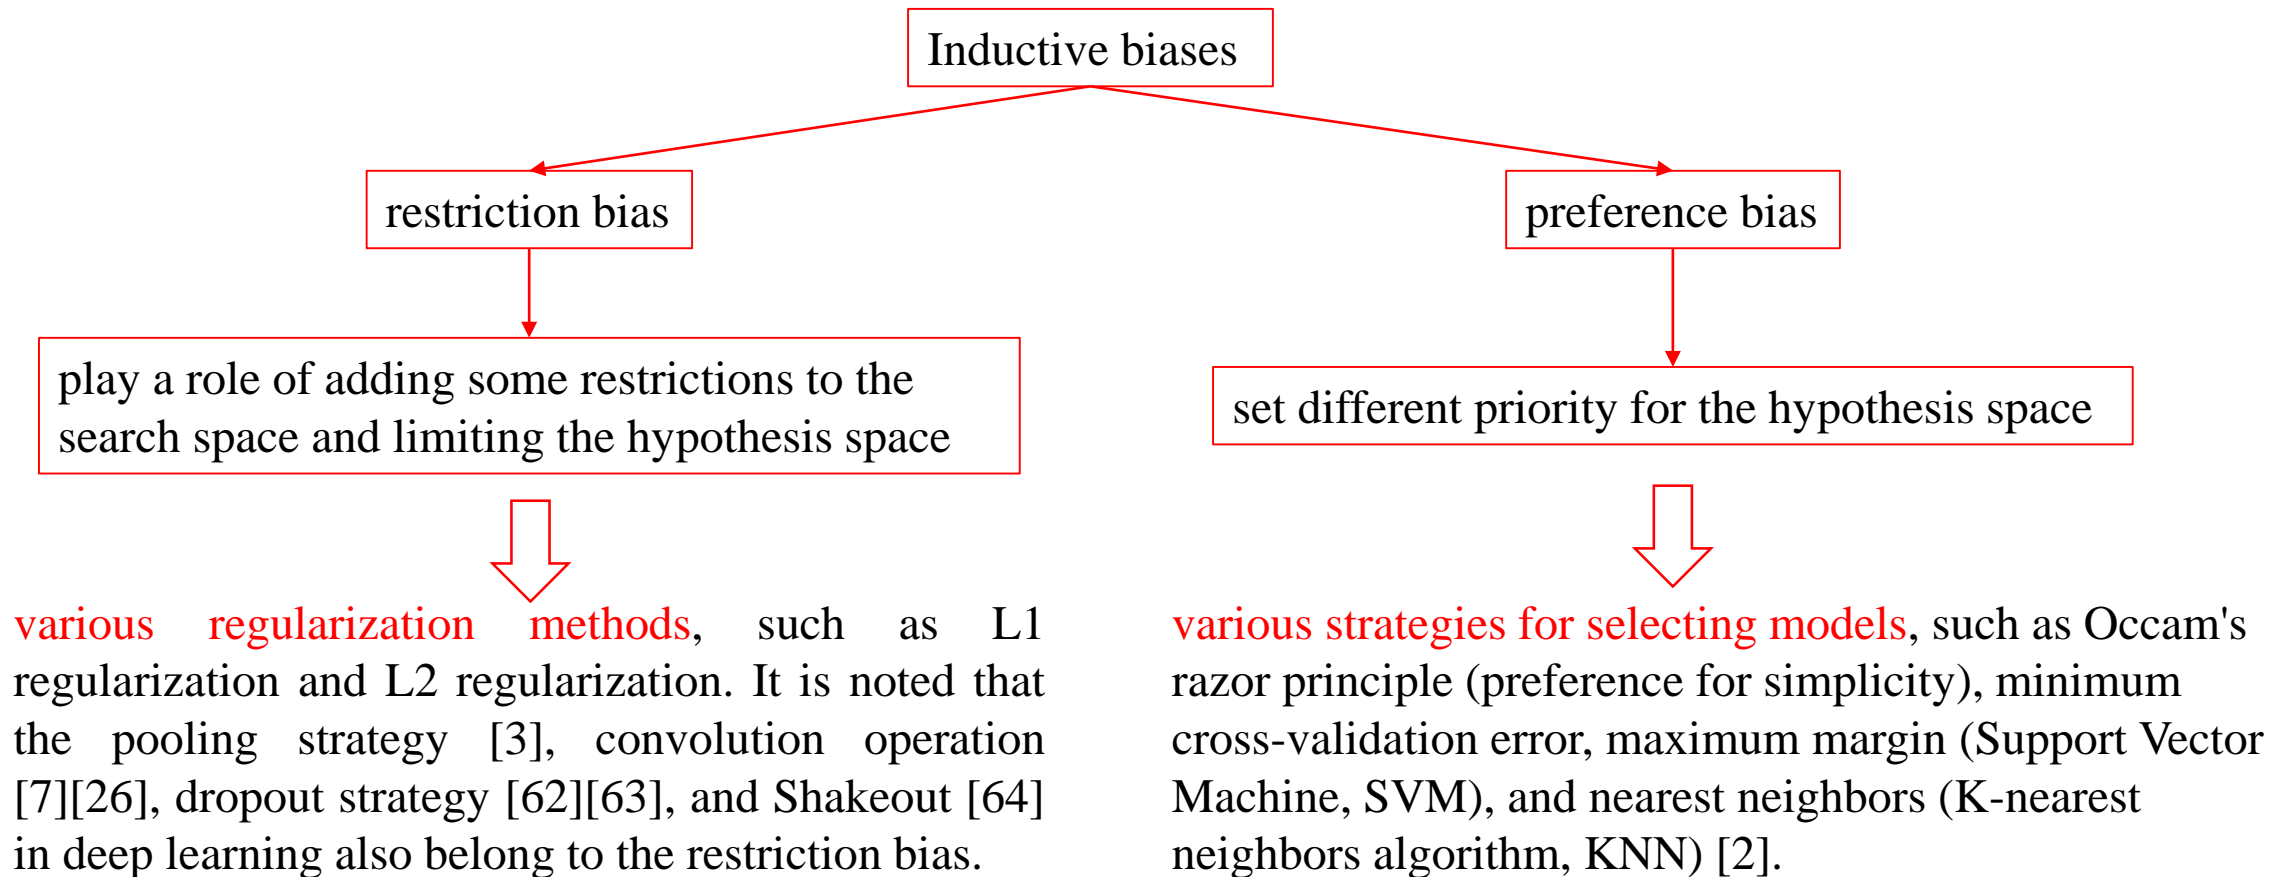 Inductive biases
restriction bias
preference bias
play a role of adding some restrictions to the
search space and limiting the hypothesis space
set different priority for the hypothesis space
various regularization methods, such as L1
regularization and L2 regularization. It is noted that
the pooling strategy [3], convolution operation
[7][26], dropout strategy [62][63], and Shakeout [64]
in deep learning also belong to the restriction bias.
various strategies for selecting models, such as Occam's
razor principle (preference for simplicity), minimum
cross-validation error, maximum margin (Support Vector
Machine, SVM), and nearest neighbors (K-nearest
neighbors algorithm, KNN) [2].